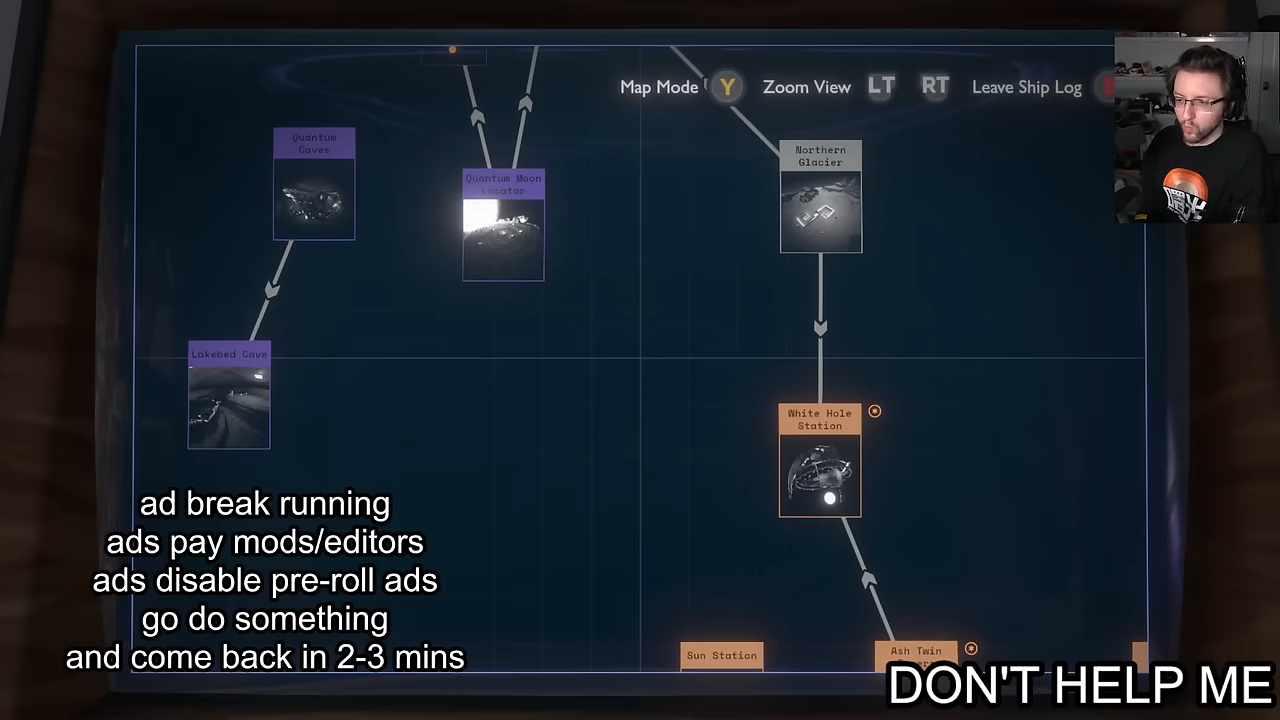 Map Mode Y Zoom View LT RT Leave Ship Log
Quantum
Caves
Northern
Glacier
Quantum Moon
Locator
Lakebed Cave
White Hole
Station
Sun Station
Ash Twin
ad break running
ads pay mods/editors
ads disable pre-roll ads
go do something
and come back in 2-3 mins
DON'T HELP ME